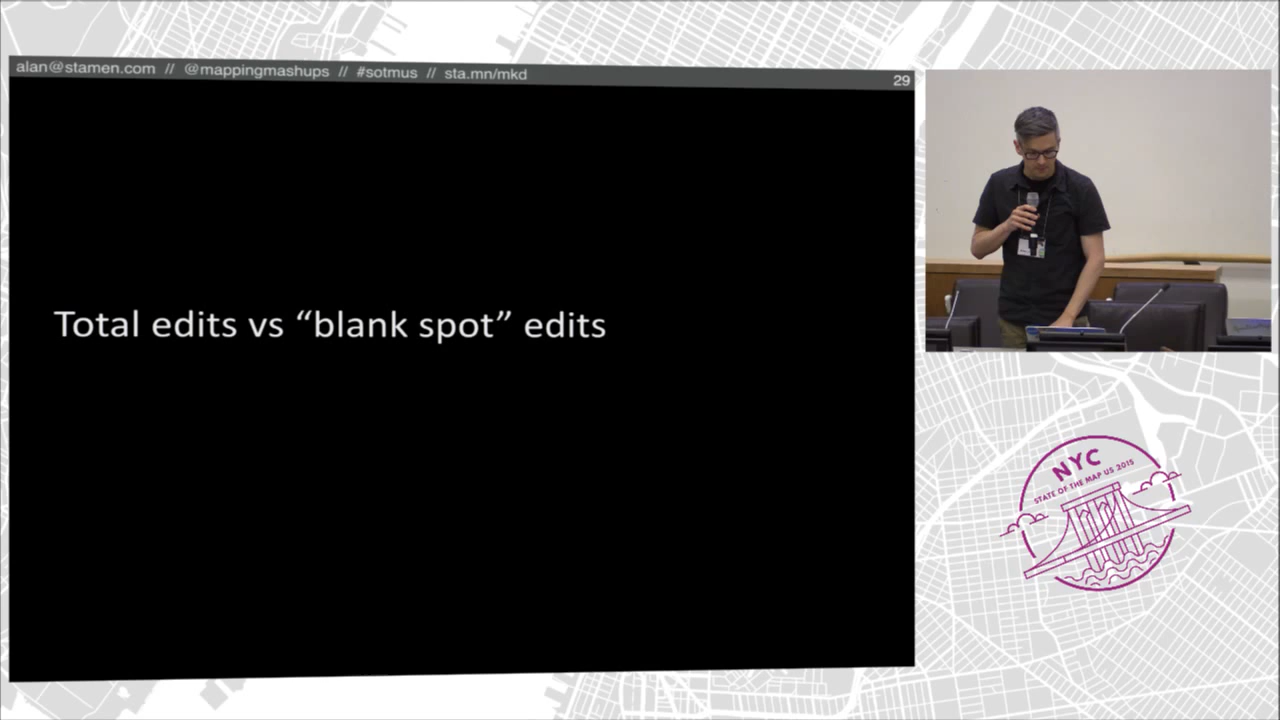 alan@stamen.com // @mappingmashups // #sotmus // sta.mn/mkd
29
Total edits vs “blank spot” edits
NYC
STATE OF THE MAP US 2015